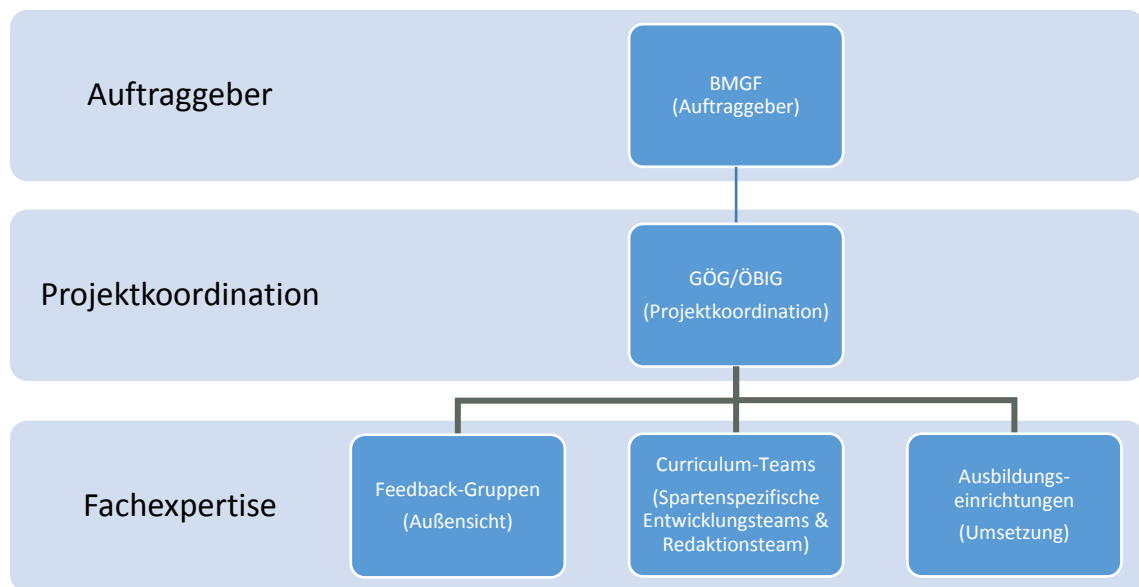 Auftraggeber
BMGF
(Auftraggeber)
Projektkoordination
GÖG/ÖBIG
(Projektkoordination)
Fachexpertise
Feedback-Gruppen
(Außensicht)
Curriculum-Teams
(Spartenspezifische
Entwicklungsteams &
Redaktionsteam)
Ausbildungs-
einrichtungen
(Umsetzung)